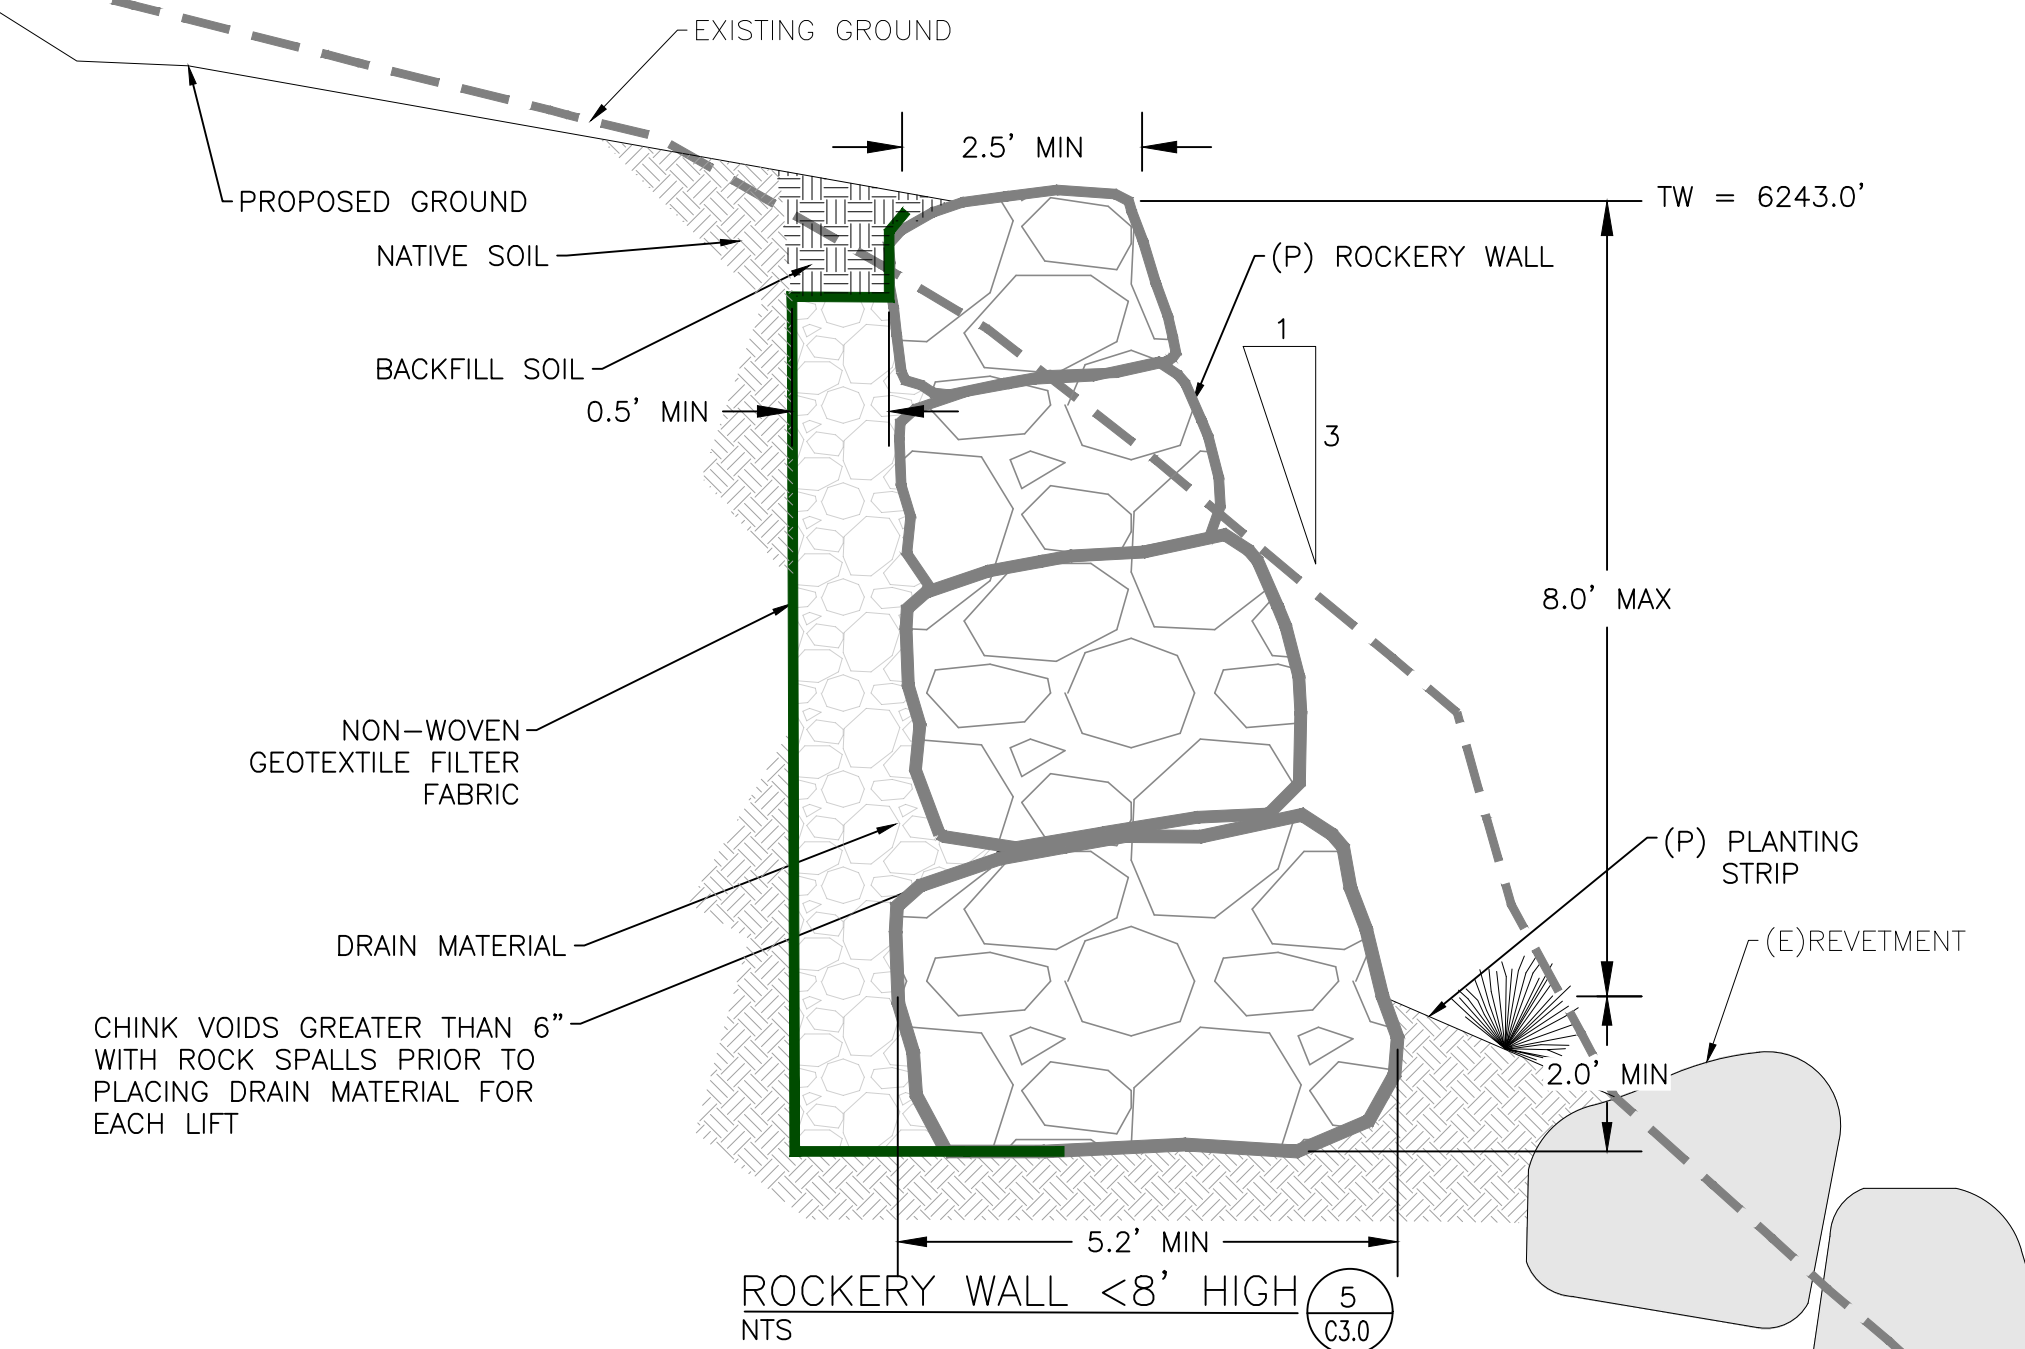 EXISTING GROUND
2.5' MIN
TW = 6243.0'
PROPOSED GROUND
NATIVE SOIL
(P) ROCKERY WALL
1
BACKFILL SOIL
0.5' MIN
3
8.0' MAX
NON-WOVEN
GEOTEXTILE FILTER
FABRIC
(P) PLANTING
STRIP
DRAIN MATERIAL
(E)REVETMENT
CHINK VOIDS GREATER THAN 6"
WITH ROCK SPALLS PRIOR TO
PLACING DRAIN MATERIAL FOR
EACH LIFT
2.0' MIN
5.2' MIN
ROCKERY WALL <8' HIGH
NTS
5
C3.0